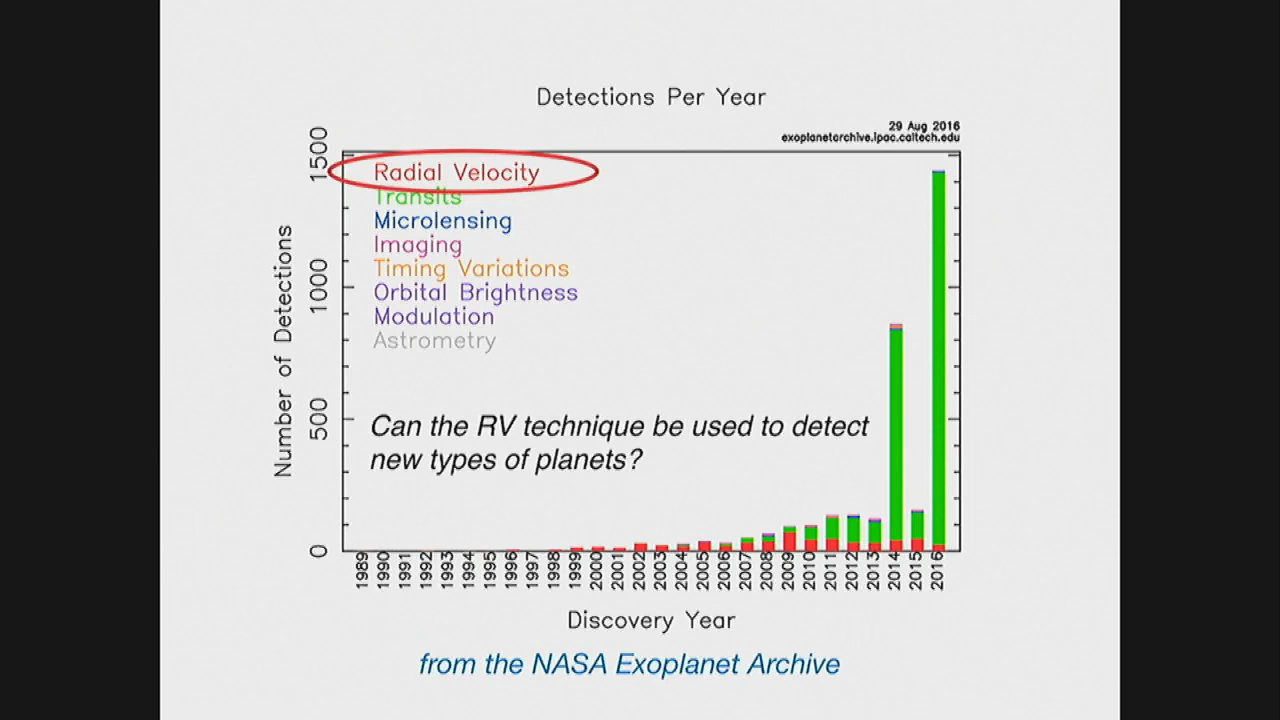 Detections Per Year
29 Aug 2016
exoplanetarchive.ipac.caltech.edu
1500
1000
500
0
Number of Detections
Radial Velocity
Transits
Microlensing
Imaging
Timing Variations
Orbital Brightness
Modulation
Astrometry
Can the RV technique be used to detect
new types of planets?
1989 1990 1991 1992 1993 1994 1995 1996 1997 1998 1999 2000 2001 2002 2003 2004 2005 2006 2007 2008 2009 2010 2011 2012 2013 2014 2015 2016
Discovery Year
from the NASA Exoplanet Archive